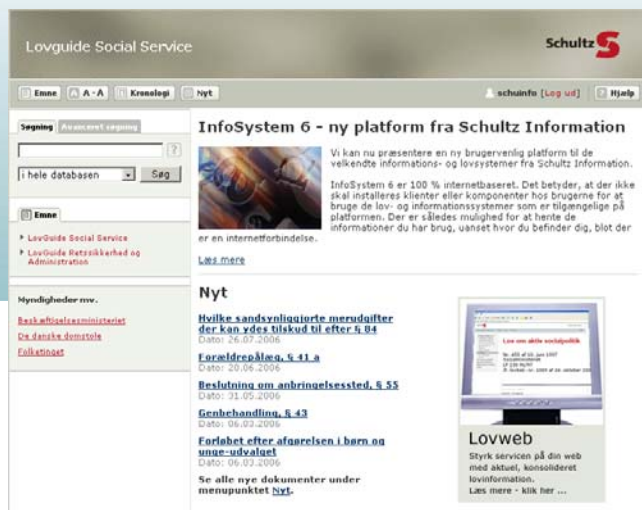 Lovguide Social Service
Schultz
Emne
A - A
Kronologi
Nyt
schuinfo [Log ud]
Hjælp
Søgning
Avanceret søgning
?
i hele databasen
Søg
Emne
LovGuide Social Service
LovGuide Retssikkerhed og
Administration
Myndigheder mv.
Beskæftigelsesministeriet
De danske domstole
Folketinget
InfoSystem 6 - ny platform fra Schultz Information
Vi kan nu præsentere en ny brugervenlig platform til de
velkendte informations- og lovsystemer fra Schultz Information.
InfoSystem 6 er 100 % internetbaseret. Det betyder, at der ikke
skal installeres klienter eller komponenter hos brugerne for at
bruge de lov- og informationssystemer som er tilgængelige på
platformen. Der er således mulighed for at hente de
informationer du har brug, uanset hvor du befinder dig, blot der
er en internetforbindelse.
Læs mere
Nyt
Hvilke sandsynliggjorte merudgifter
der kan ydes tilskud til efter § 84
Dato: 26.07.2006
Forældrepålæg, § 41 a
Dato: 20.06.2006
Beslutning om anbringelsessted, § 55
Dato: 31.05.2006
Genbehandling, § 43
Dato: 06.03.2006
Forløbet efter afgørelsen i børn og
unge-udvalget
Dato: 06.03.2006
Se alle nye dokumenter under
menupunktet Nyt.
Lov om aktiv socialpolitik
Lovweb
Styrk servicen på din web
med aktuel, konsolideret
lovinformation.
Læs mere - klik her ...